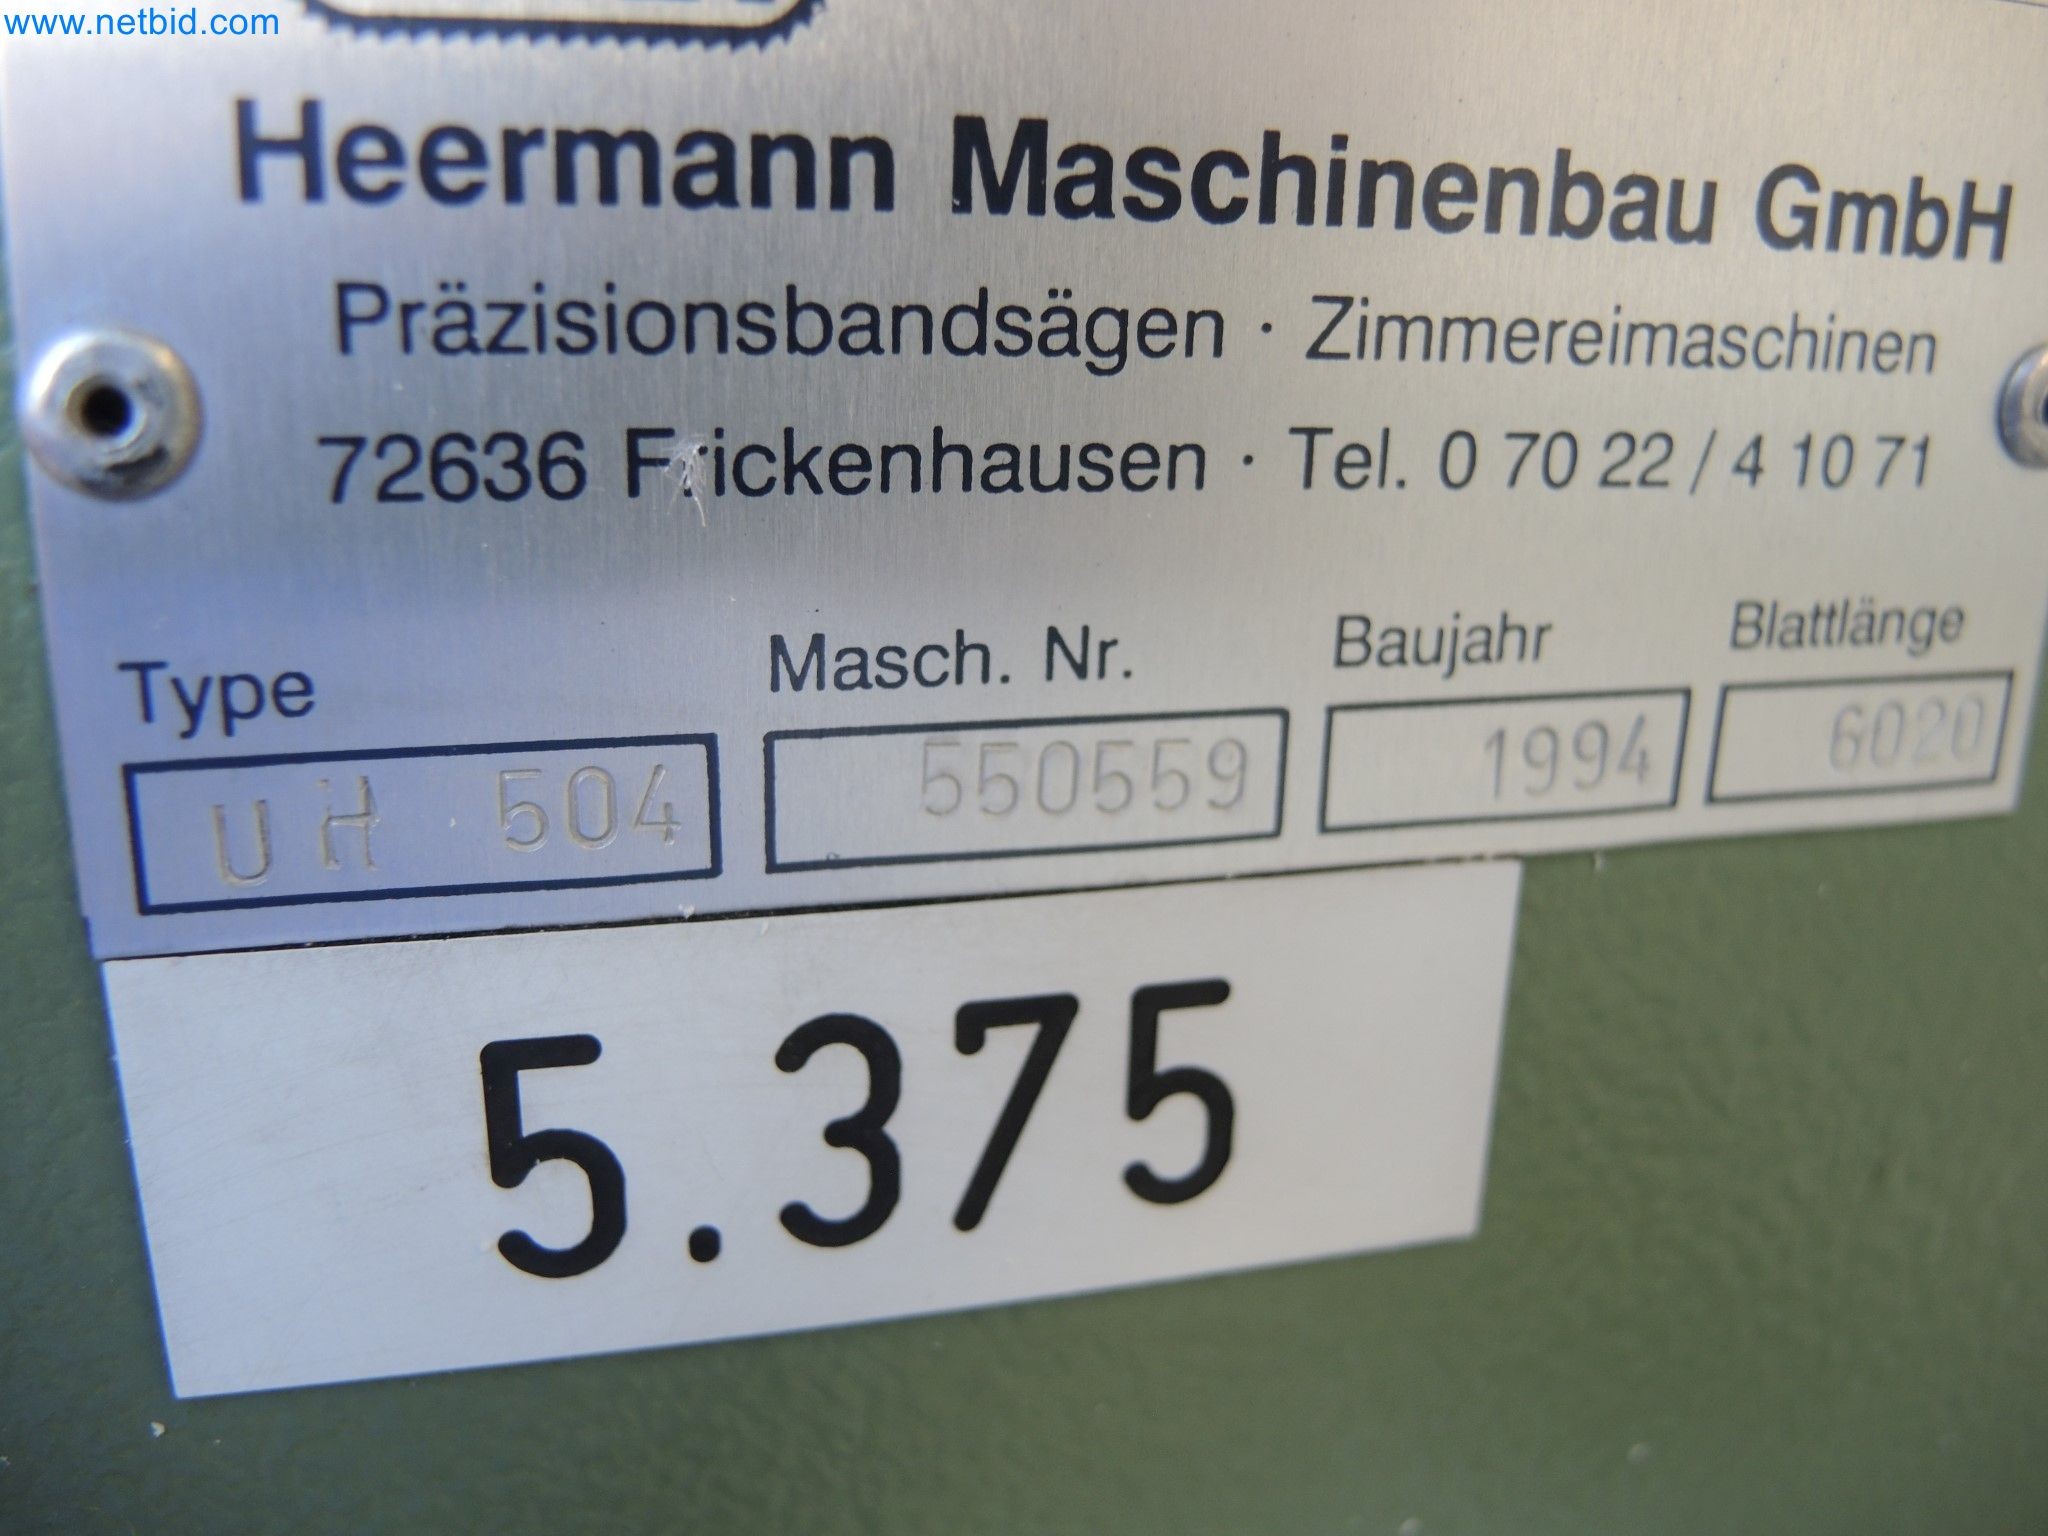 www.netbid.com
Heermann Maschinenbau GmbH
Präzisionsbandsägen · Zimmereimaschinen
72636 Frickenhausen · Tel. 0 70 22 / 4 10 71
Type Masch. Nr. Baujahr Blattlänge
UH 504 550559 1994 6020
5.375